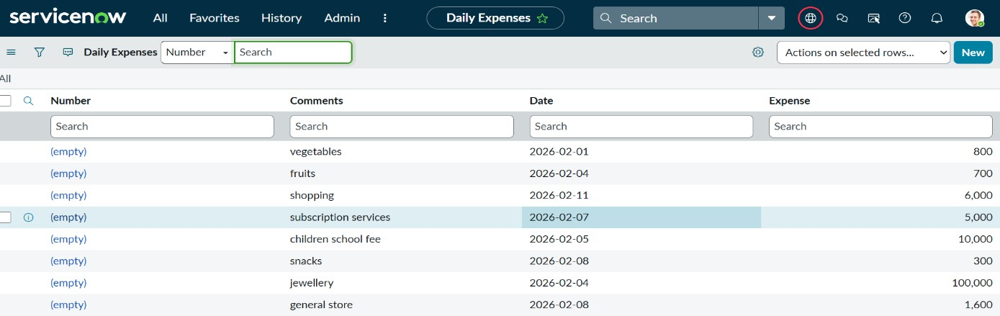 servicenow All Favorites History Admin Daily Expenses Search
Daily Expenses Number Search Actions on selected rows... New
All
Number Comments Date Expense
Search Search Search Search
(empty) vegetables 2026-02-01 800
(empty) fruits 2026-02-04 700
(empty) shopping 2026-02-11 6,000
(empty) subscription services 2026-02-07 5,000
(empty) children school fee 2026-02-05 10,000
(empty) snacks 2026-02-08 300
(empty) jewellery 2026-02-04 100,000
(empty) general store 2026-02-08 1,600